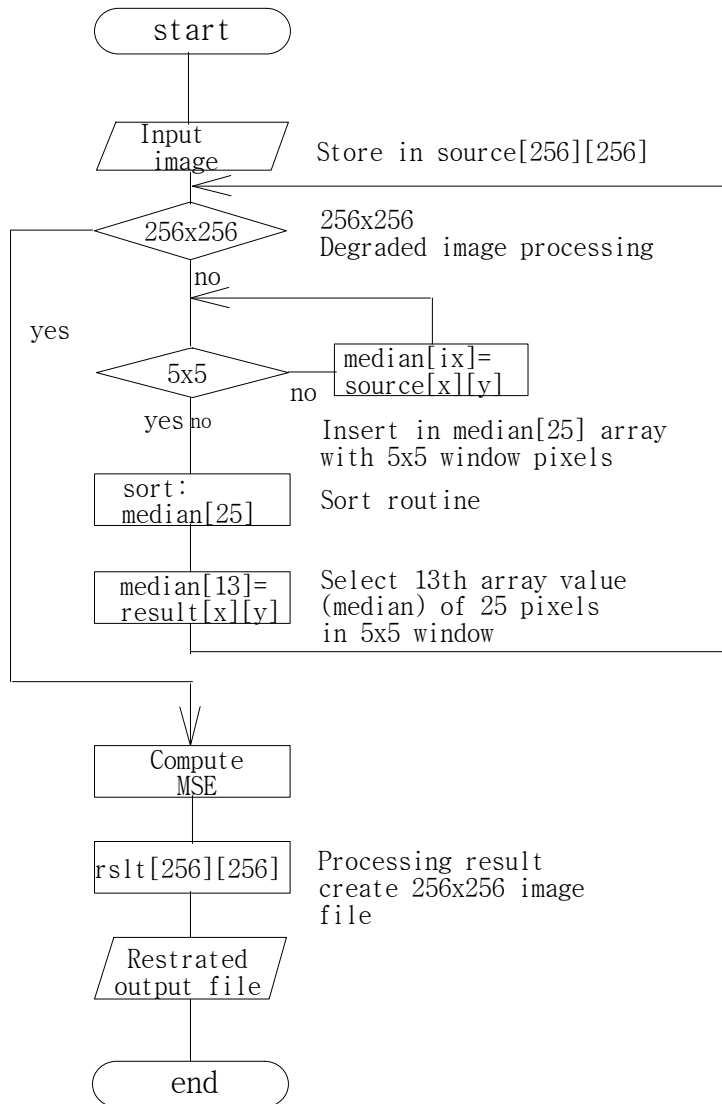 start
Input
image
Store in source[256][256]
256x256
256x256
Degraded image processing
no
yes
5x5
no
median[ix]=
source[x][y]
yes no
Insert in median[25] array
with 5x5 window pixels
sort:
median[25]
Sort routine
median[13]=
result[x][y]
Select 13th array value
(median) of 25 pixels
in 5x5 window
Compute
MSE
rslt[256][256]
Processing result
create 256x256 image
file
Restrated
output file
end